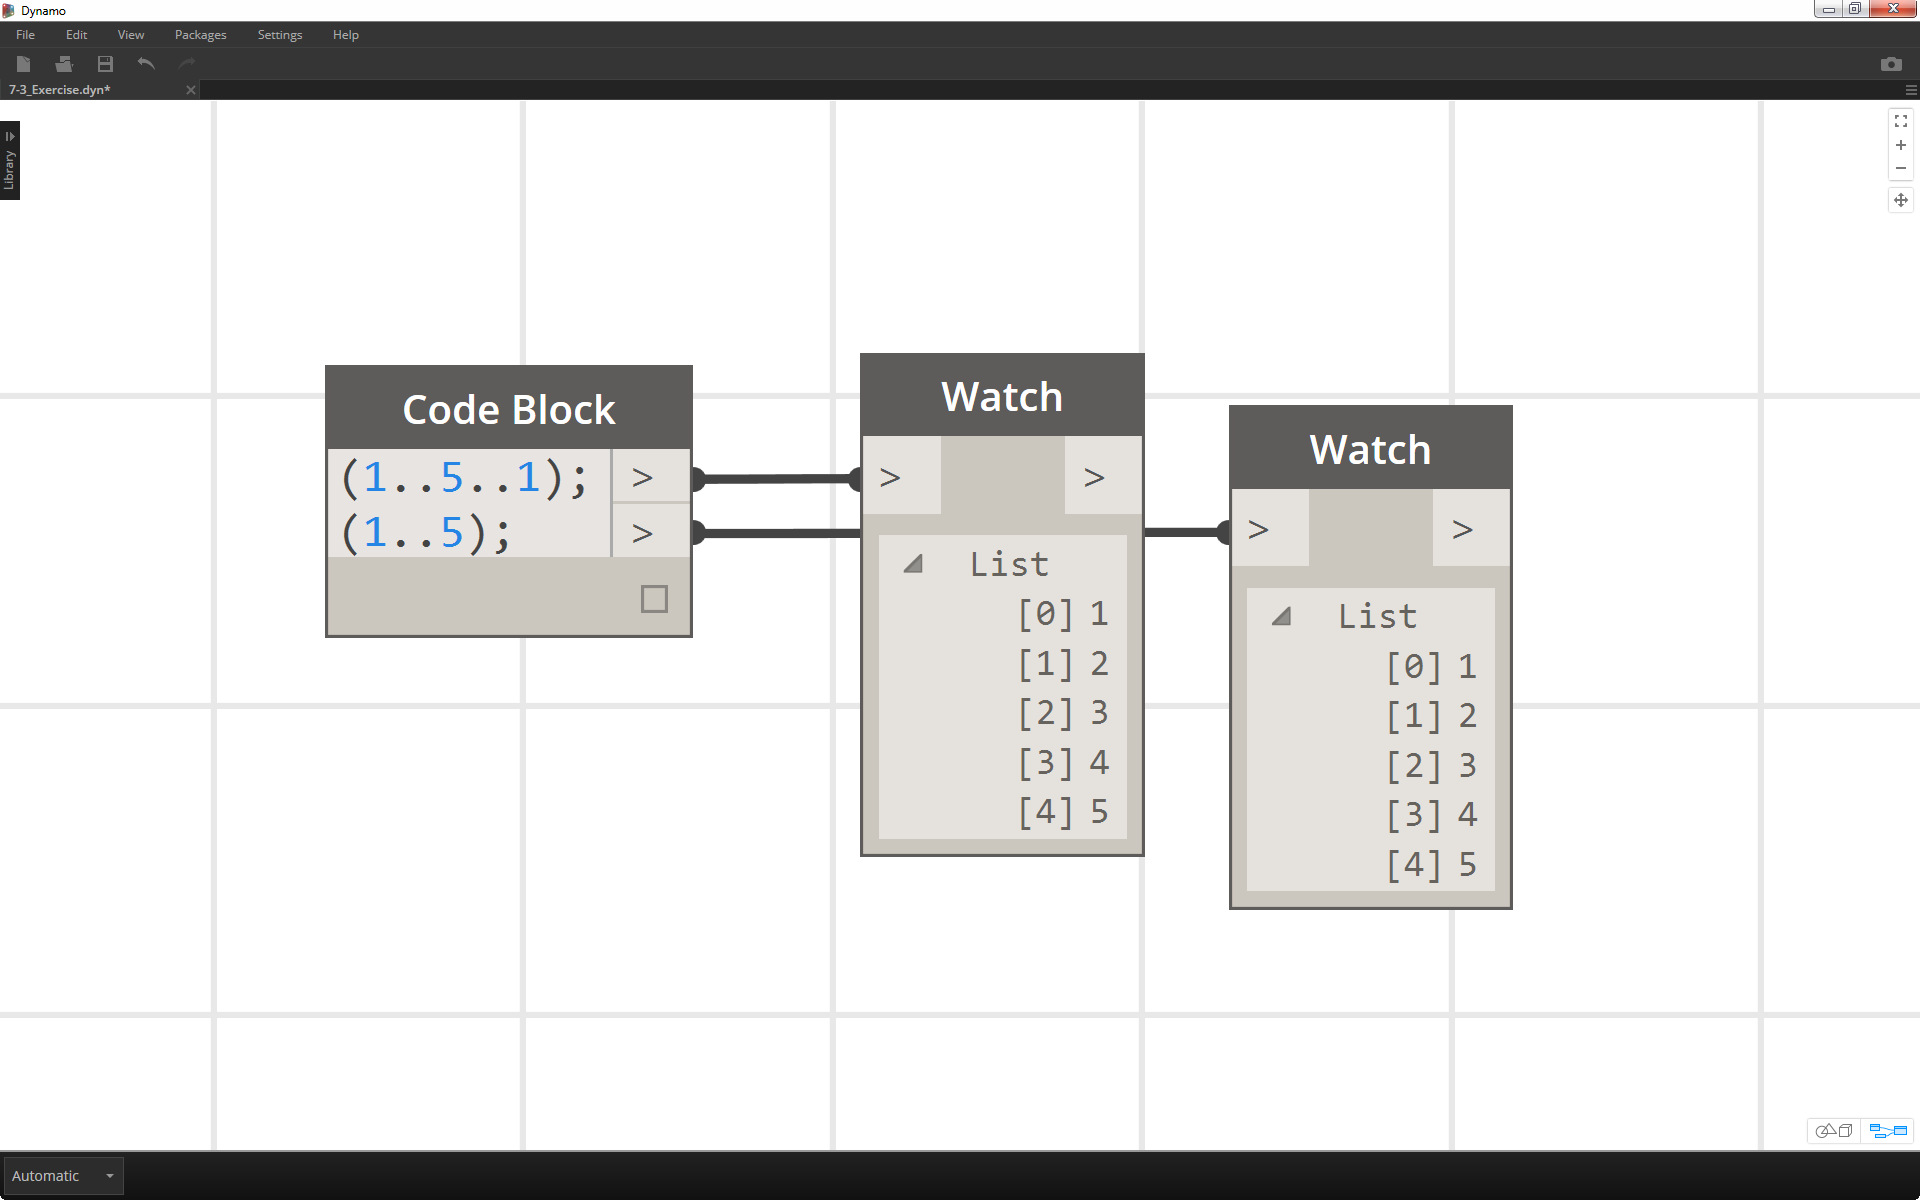 Dynamo
File Edit View Packages Settings Help
7-3_Exercise.dyn*
Library
Code Block
(1..5..1); >
(1..5); >
Watch
> >
List
[0] 1
[1] 2
[2] 3
[3] 4
[4] 5
Watch
> >
List
[0] 1
[1] 2
[2] 3
[3] 4
[4] 5
Automatic